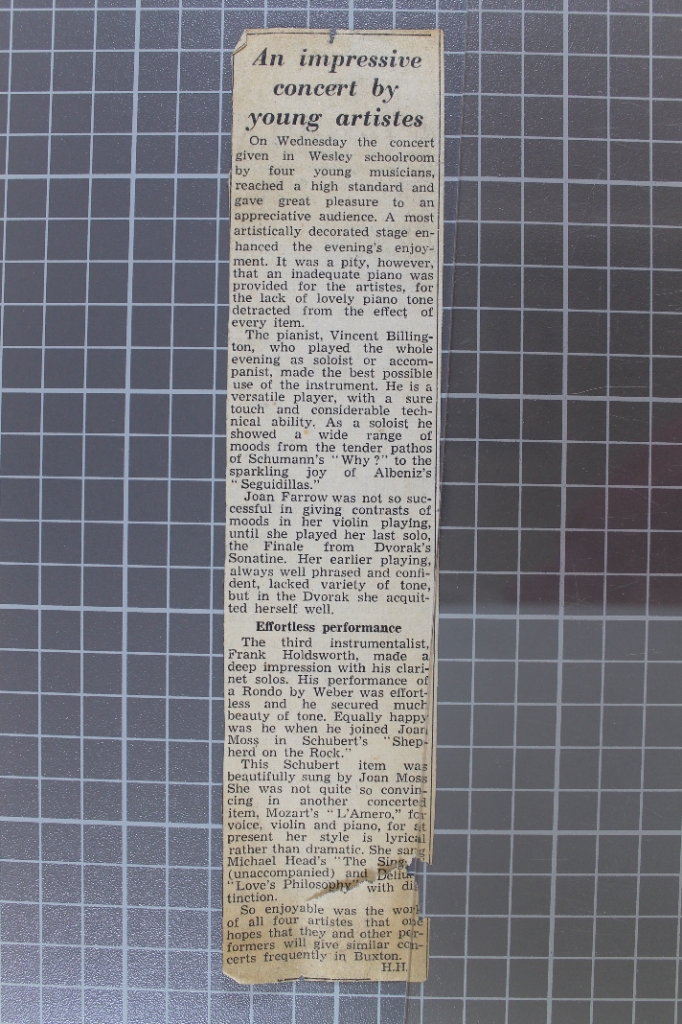 An impressive
concert by
young artistes
On Wednesday the concert
given in Wesley schoolroom
by four young musicians,
reached a high standard and
gave great pleasure to an
appreciative audience. A most
artistically decorated stage en-
hanced the evening's enjoy-
ment. It was a pity, however,
that an inadequate piano was
provided for the artistes, for
the lack of lovely piano tone
detracted from the effect of
every item.
The pianist, Vincent Billing-
ton, who played the whole
evening as soloist or accom-
panist, made the best possible
use of the instrument. He is a
versatile player, with a sure
touch and considerable tech-
nical ability. As a soloist he
showed a wide range of
moods from the tender pathos
of Schumann's "Why?" to the
sparkling joy of Albeniz's
"Seguidillas."
Joan Farrow was not so suc-
cessful in giving contrasts of
moods in her violin playing,
until she played her last solo,
the Finale from Dvorak's
Sonatine. Her earlier playing,
always well phrased and confi-
dent, lacked variety of tone,
but in the Dvorak she acquit-
ted herself well.
Effortless performance
The third instrumentalist,
Frank Holdsworth, made a
deep impression with his clari-
net solos. His performance of
a Rondo by Weber was effort-
less and he secured much
beauty of tone. Equally happy
was he when he joined Joan
Moss in Schubert's "Shep-
herd on the Rock."
This Schubert item was
beautifully sung by Joan Moss
She was not quite so convin-
cing in another concerted
item, Mozart's "L'Amero," for
voice, violin and piano, for at
present her style is lyrical
rather than dramatic. She sang
Michael Head's "The
(unaccompanied) and
"Love's Philosophy" with dis
tinction.
So enjoyable was the work
of all four artistes that one
hopes that they and other per-
formers will give similar con-
certs frequently in Buxton.
H.H.